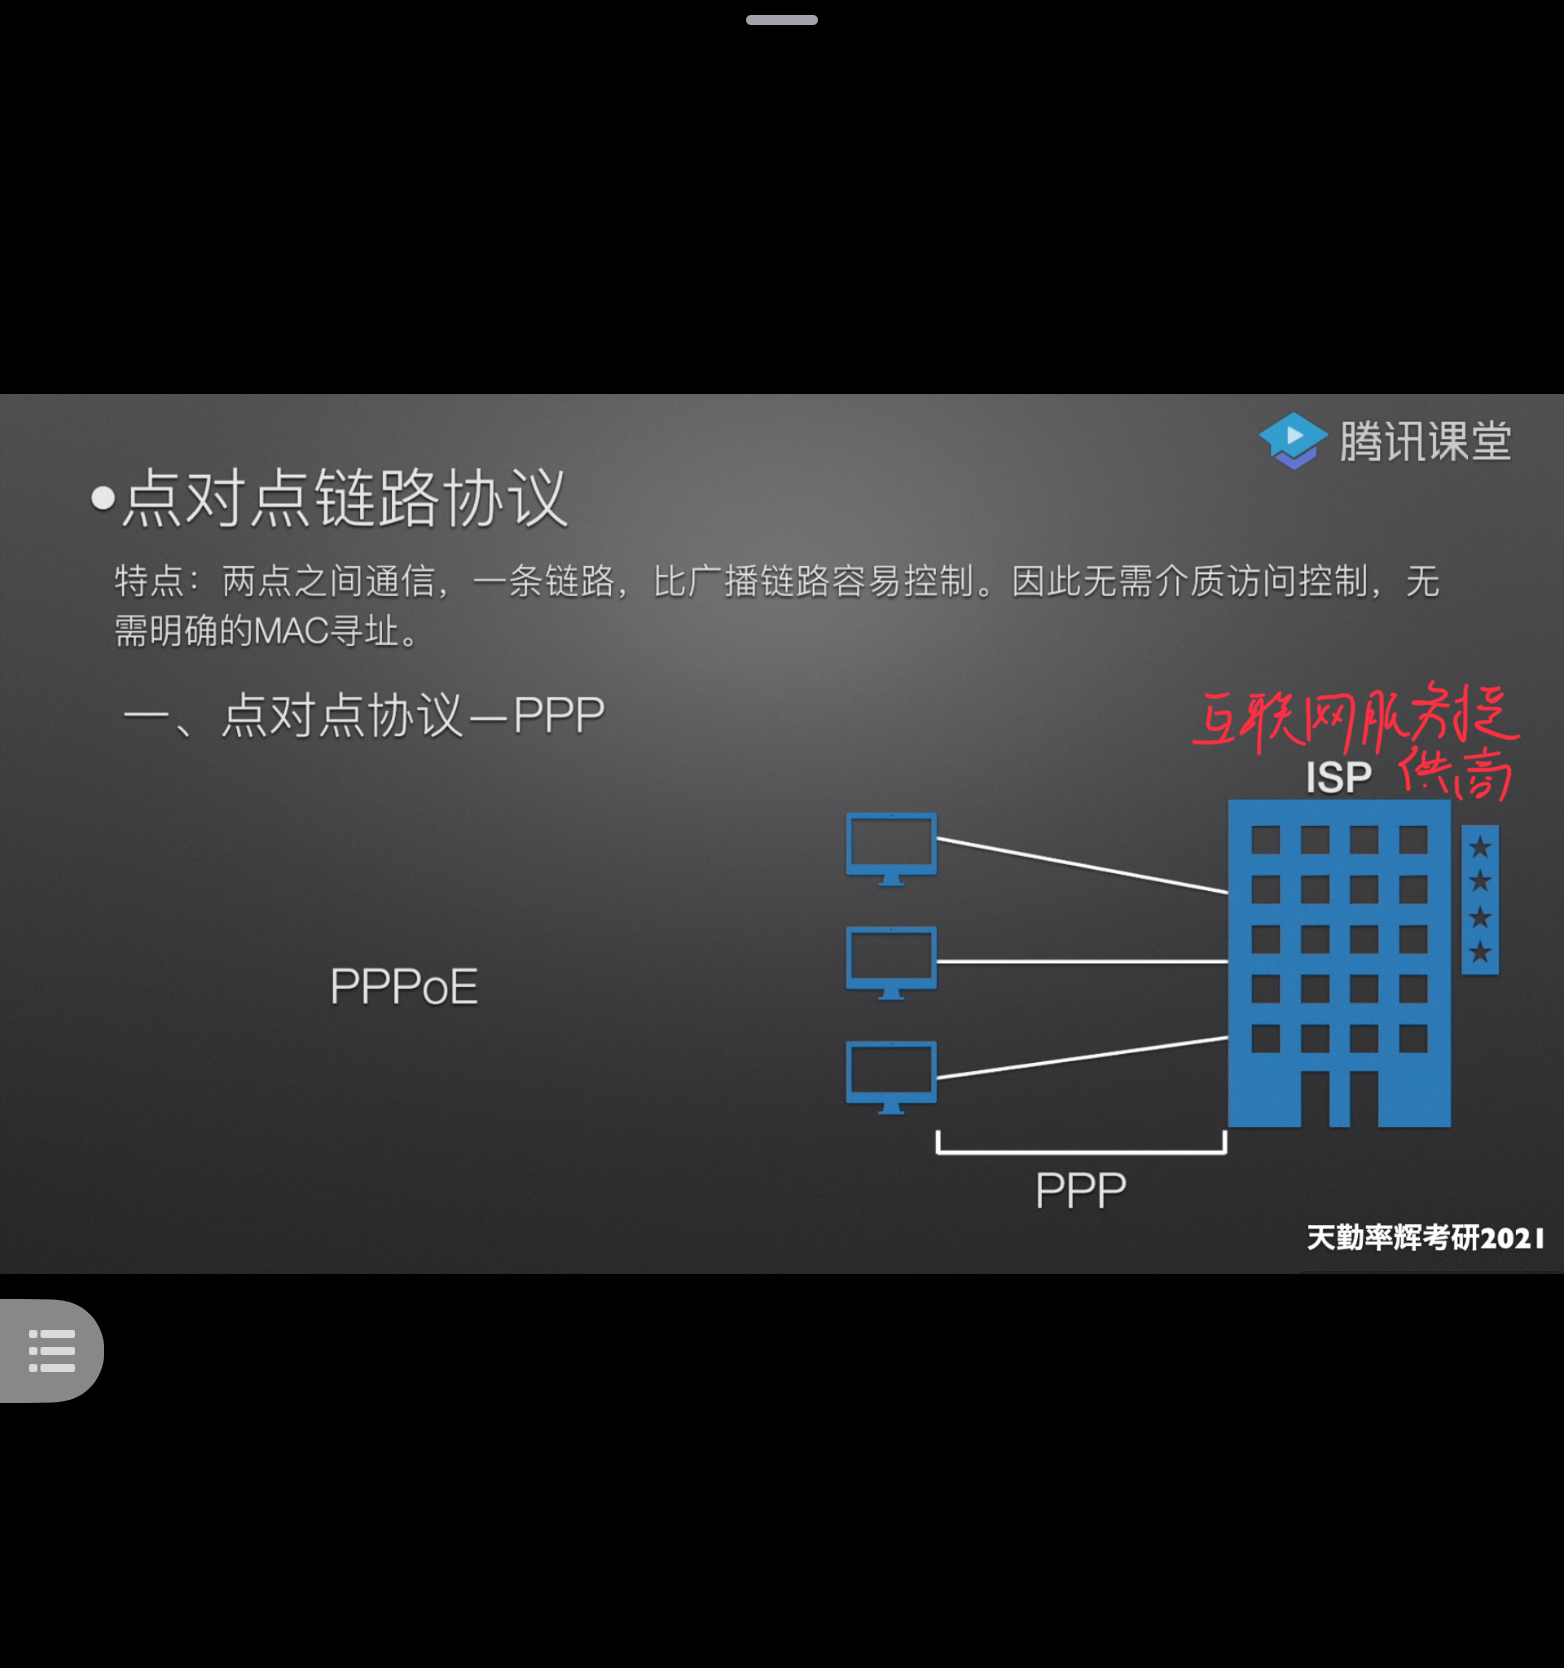 腾讯课堂
•点对点链路协议
特点：两点之间通信，一条链路，比广播链路容易控制。因此无需介质访问控制，无
需明确的MAC寻址。
一、点对点协议—PPP
互联网服务提
供商
ISP
PPPoE
PPP
天勤率辉考研2021